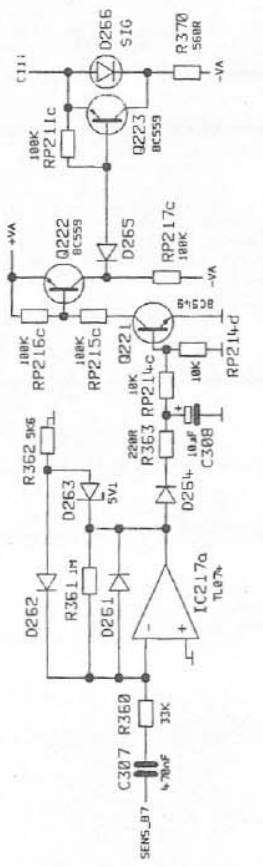 SENS_B7
C307
470nF
R360
33K
D262
R361 1M
D261
IC217a
TL074
-
+
R362 5K6
D263
5V1
D264
R363
220R
10µF
C308
+
RP214c
10K
10K
RP214d
Q221
BC549
RP215c
100K
RP216c
100K
+VA
Q222
BC559
D265
RP217c
100K
-VA
RP211c
100K
Q223
BC559
D266
SIG
R370
560R
-VA